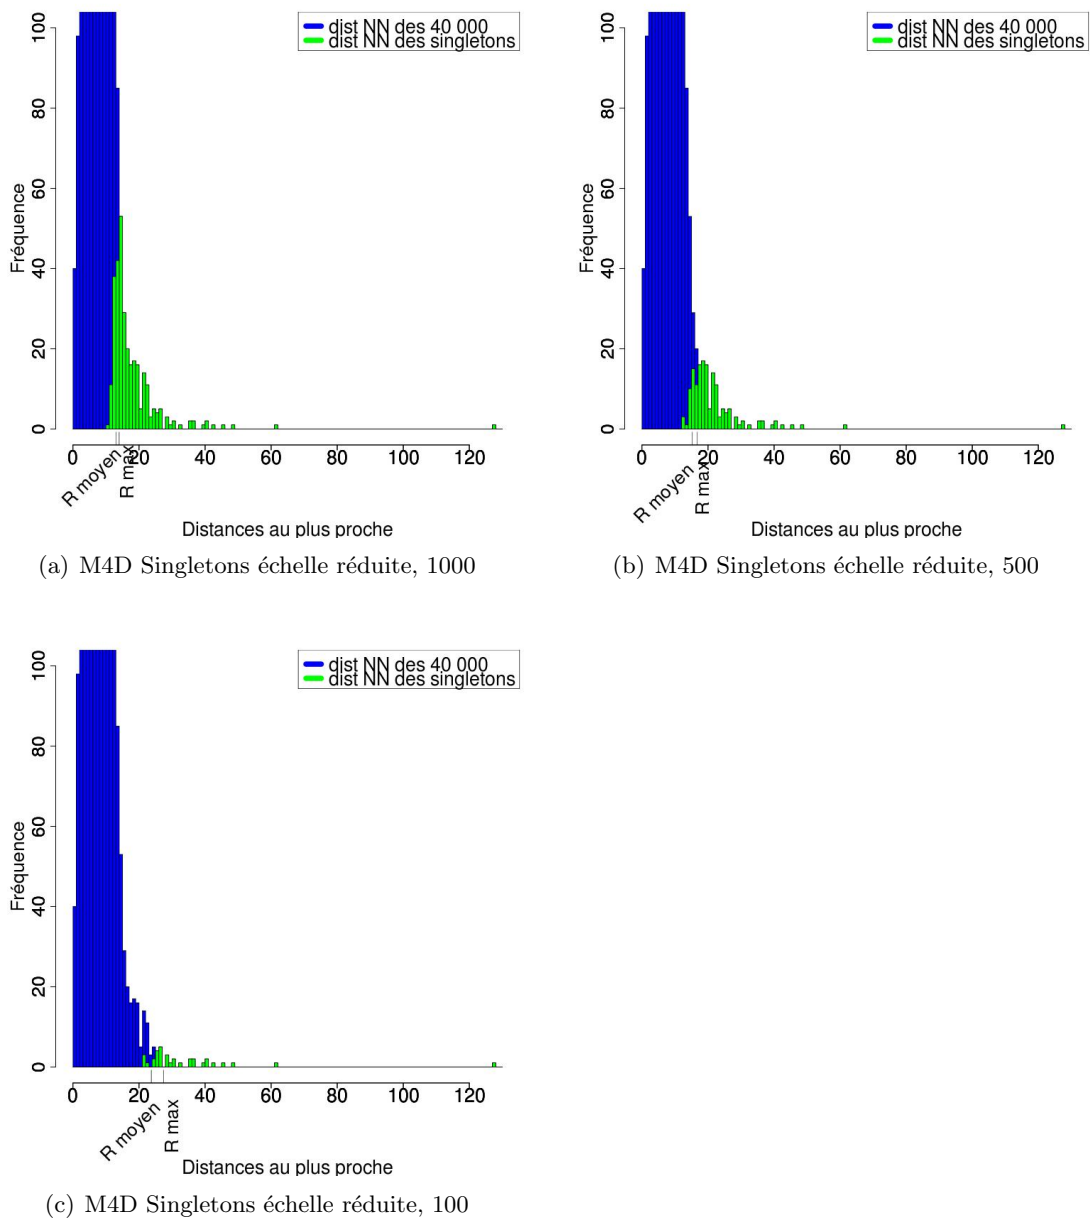 dist NN des 40 000
dist NN des singletons
Fréquence
0 20 40 60 80 100
0 20 40 60 80 100 120
R moyen
R max
Distances au plus proche
(a) M4D Singletons échelle réduite, 1000
dist NN des 40 000
dist NN des singletons
Fréquence
0 20 40 60 80 100
0 20 40 60 80 100 120
R moyen
R max
Distances au plus proche
(b) M4D Singletons échelle réduite, 500
dist NN des 40 000
dist NN des singletons
Fréquence
0 20 40 60 80 100
0 20 40 60 80 100 120
R moyen
R max
Distances au plus proche
(c) M4D Singletons échelle réduite, 100